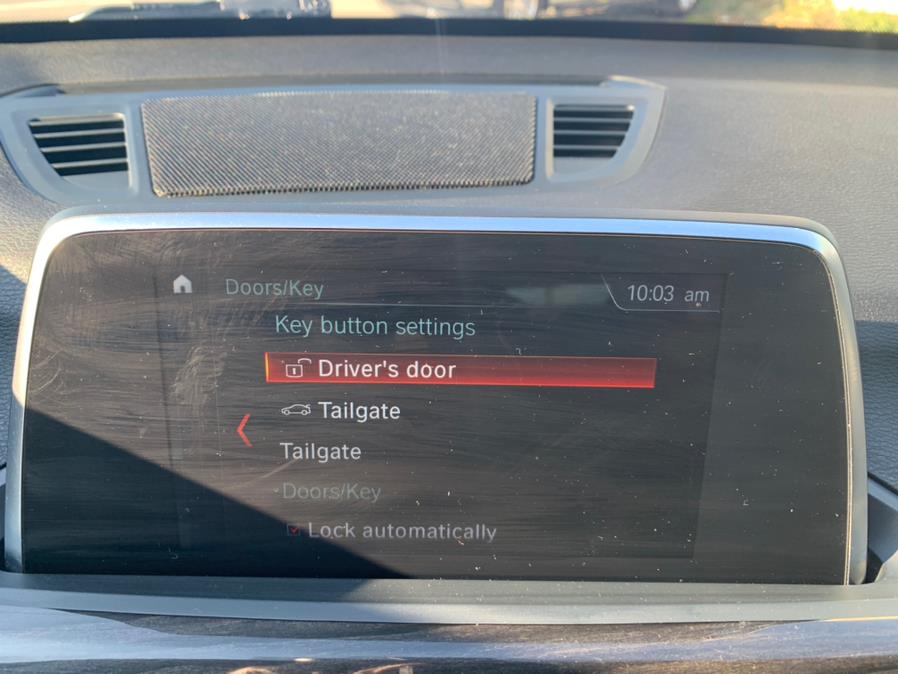 Doors/Key
10:03 am
Key button settings
Driver's door
Tailgate
Tailgate
Doors/Key
Lock automatically